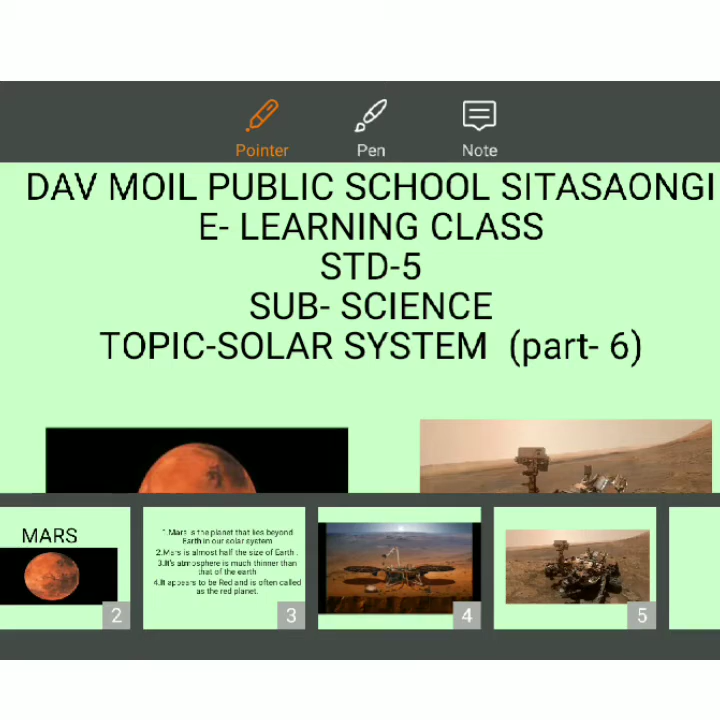 Pointer
Pen
Note
DAV MOIL PUBLIC SCHOOL SITASAONGI
E- LEARNING CLASS
STD-5
SUB- SCIENCE
TOPIC-SOLAR SYSTEM (part- 6)
MARS
2
1.Mars is the planet that lies beyond
Earth in our solar system
2.Mars is almost half the size of Earth .
3.It's atmosphere is much thinner than
that of the earth
4.It appears to be Red and is often called
as the red planet.
3
4
5